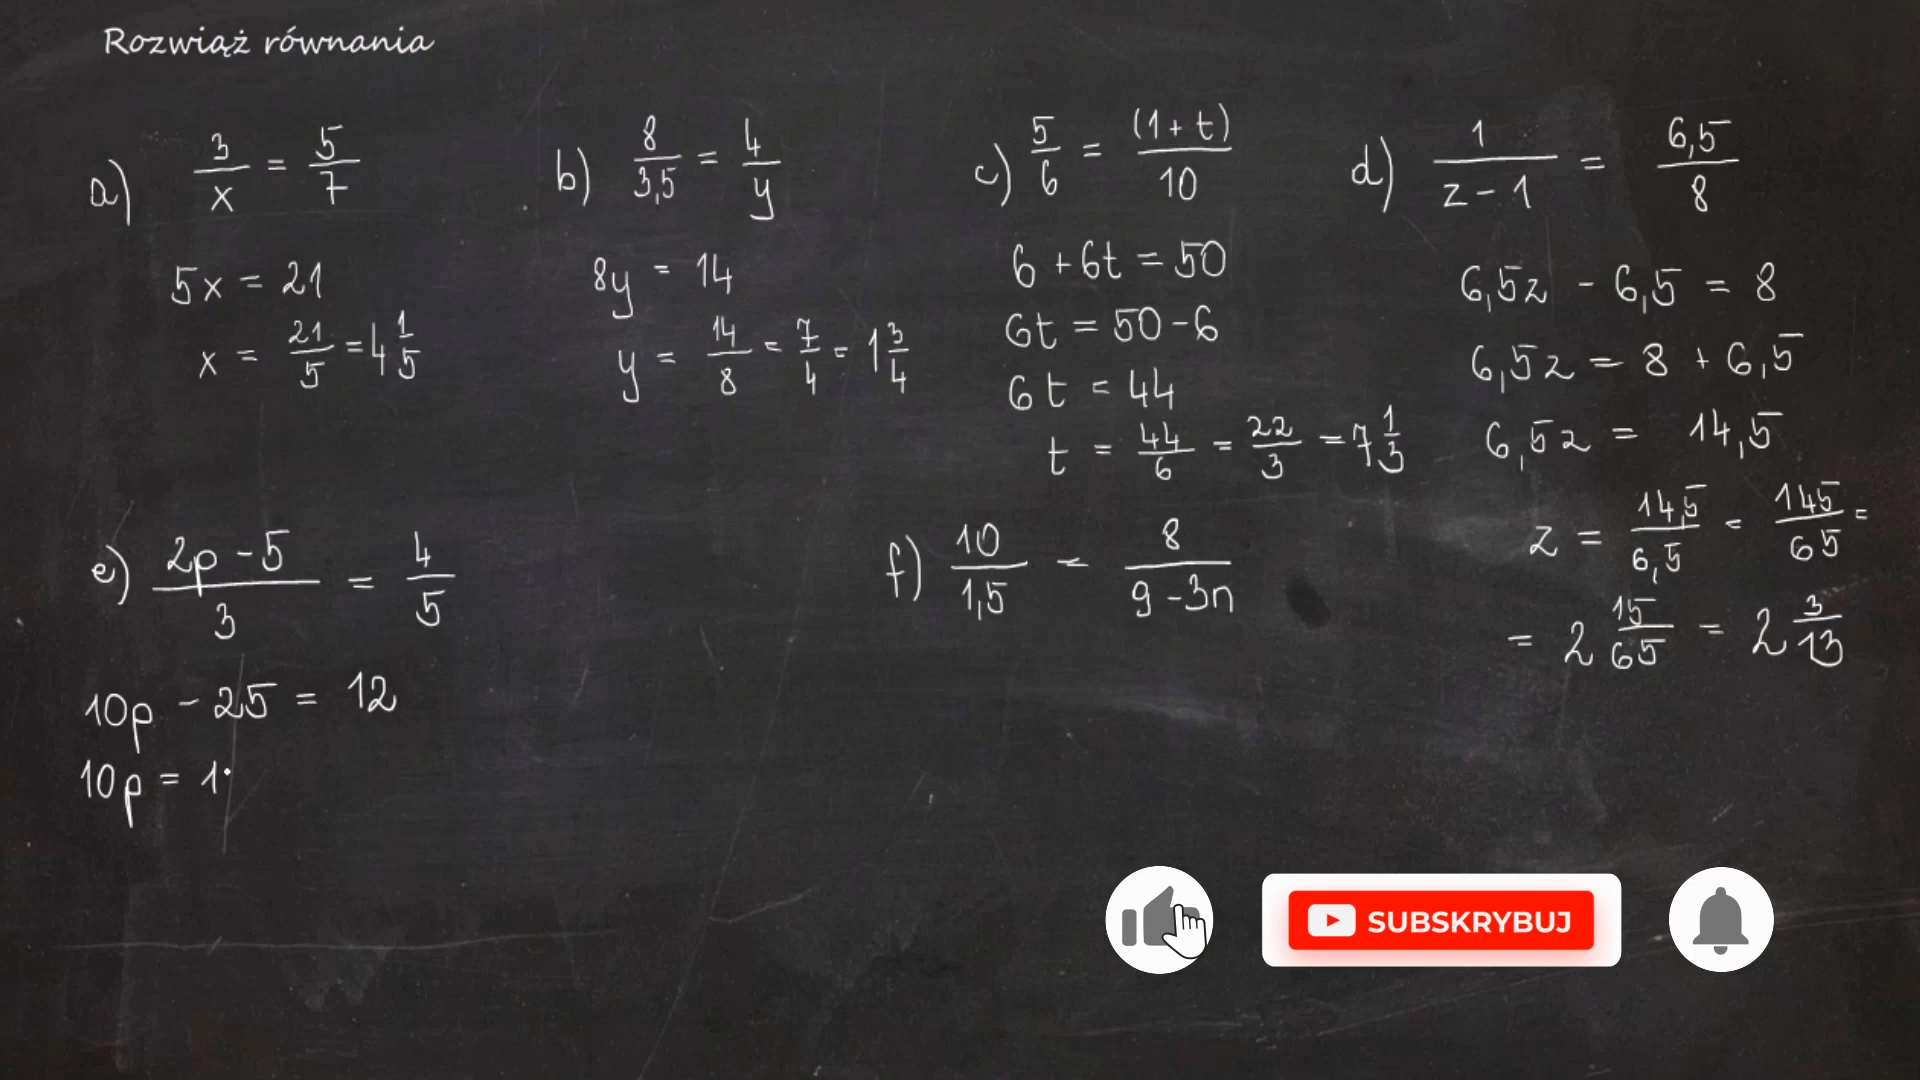 Rozwiąż równania
a) 3/x = 5/7
5x = 21
x = 21/5 = 4 1/5
b) 8/3,5 = 4/y
8y = 14
y = 14/8 = 7/4 = 1 3/4
c) 5/6 = (1+t)/10
6 + 6t = 50
6t = 50 - 6
6t = 44
t = 44/6 = 22/3 = 7 1/3
d) 1/(z - 1) = 6,5/8
6,5z - 6,5 = 8
6,5z = 8 + 6,5
6,5z = 14,5
z = 14,5/6,5 = 145/65 =
= 2 15/65 = 2 3/13
e) (2p - 5)/3 = 4/5
10p - 25 = 12
10p = 1
f) 10/1,5 = 8/(9 - 3n)
SUBSKRYBUJ